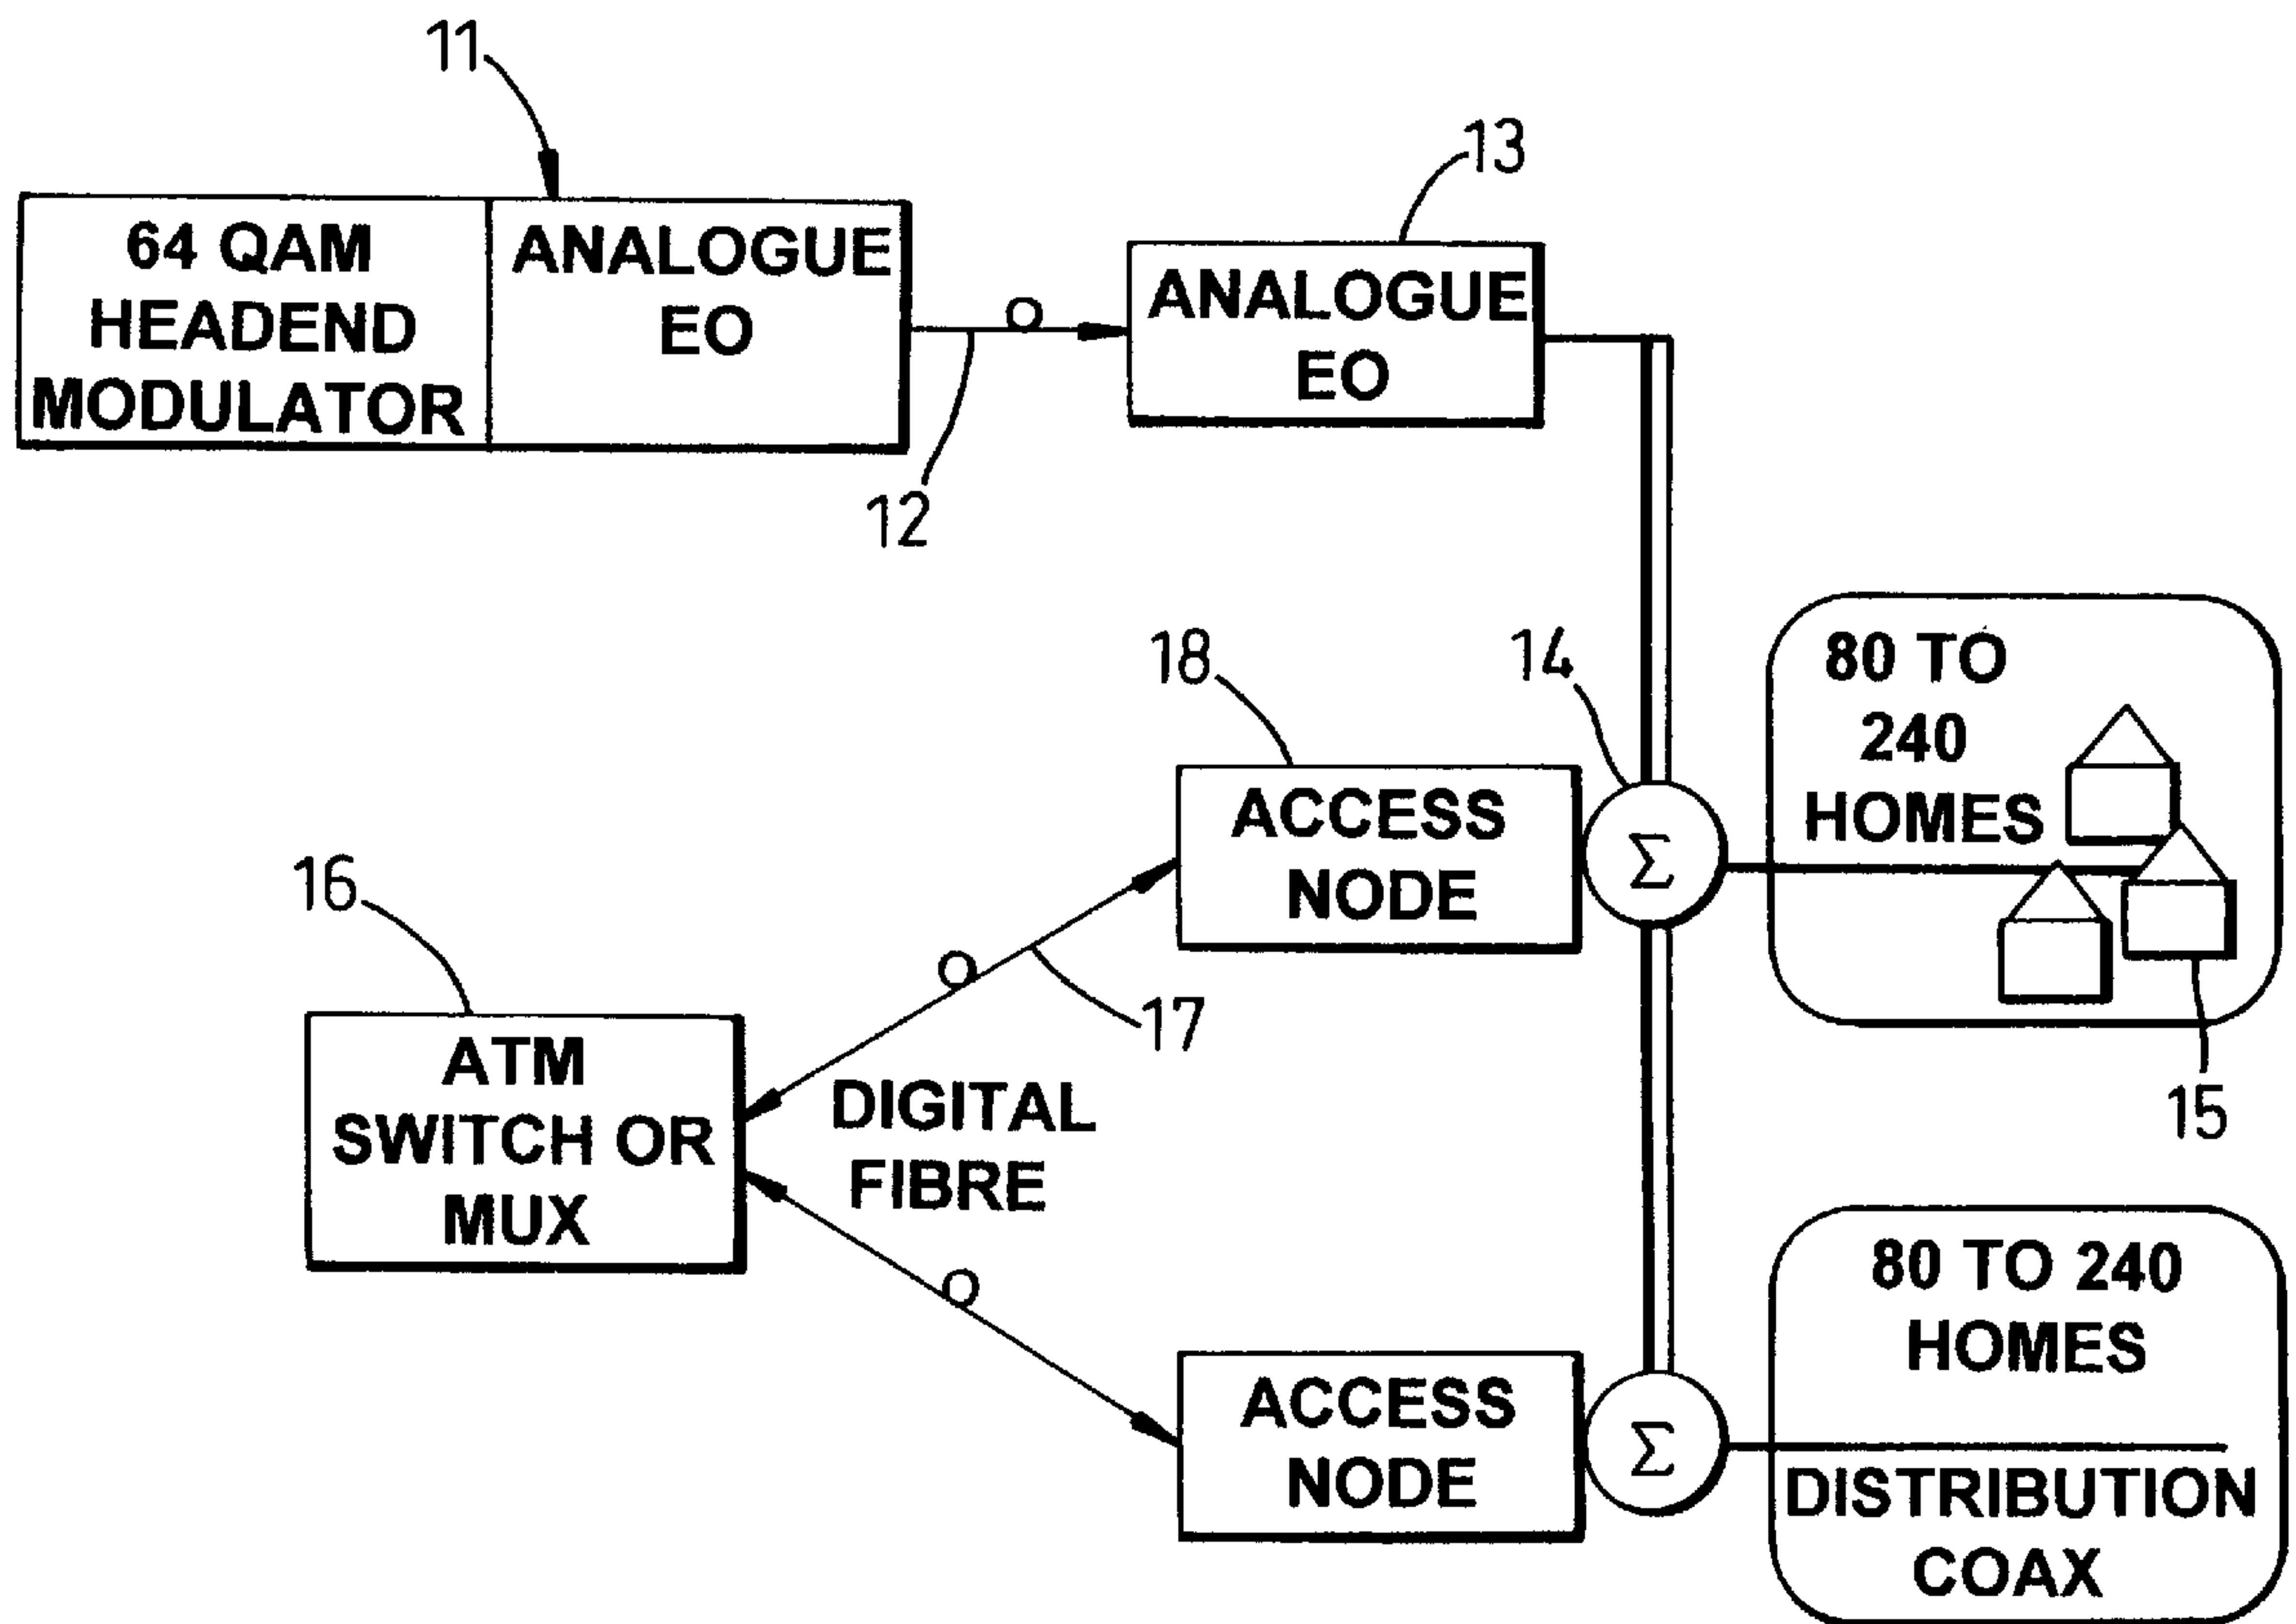 11
64 QAM
HEADEND
MODULATOR
ANALOGUE
EO
12
13
ANALOGUE
EO
18
14
ACCESS
NODE
Σ
80 TO
240
HOMES
15
16
ATM
SWITCH OR
MUX
17
DIGITAL
FIBRE
ACCESS
NODE
Σ
80 TO 240
HOMES
DISTRIBUTION
COAX